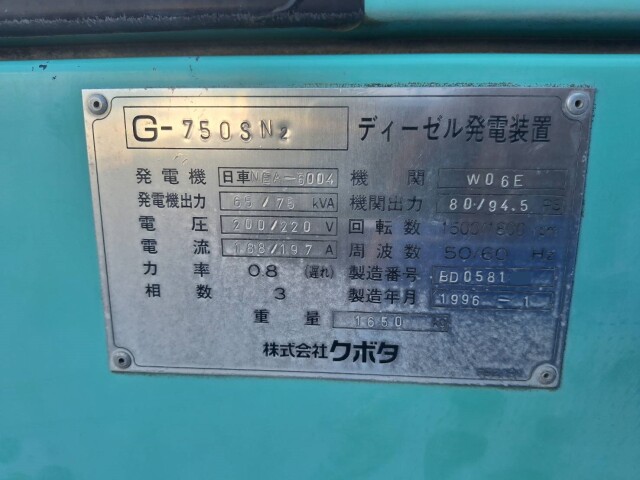 G-750SN2 ディーゼル発電装置
発電機 日車NEA-6004 機関 W06E
発電機出力 65/75 kVA 機関出力 80/94.5 PS
電圧 200/220 V 回転数 1500/1800
電流 188/197 A 周波数 50/60 Hz
力率 0.8 (遅れ) 製造番号 BD0581
相数 3 製造年月 1996-1
重量 1650 kg
株式会社クボタ